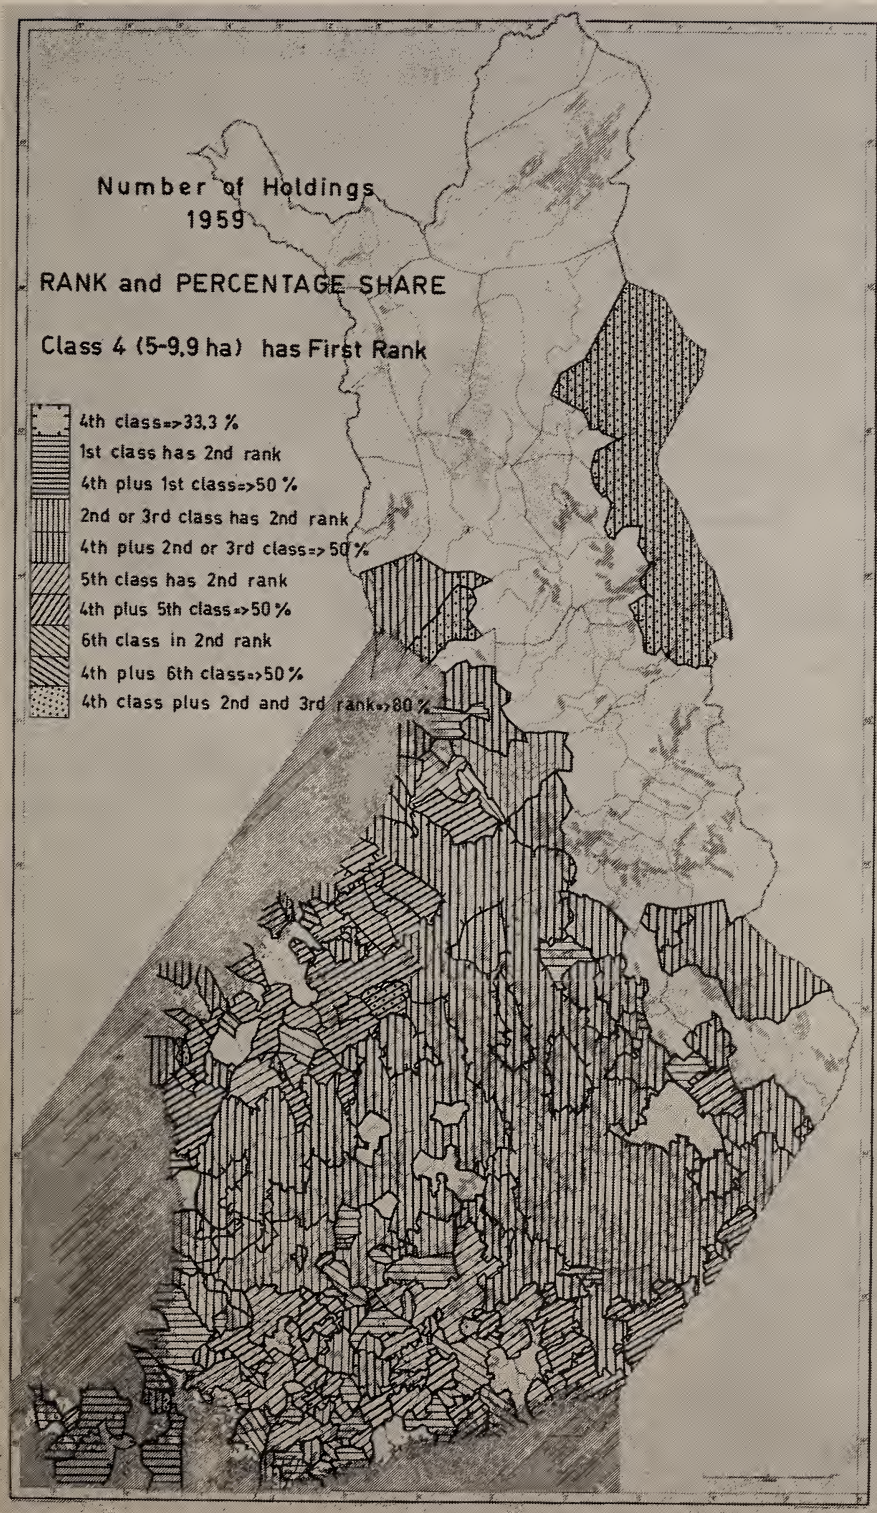 Number of Holdings
1959
RANK and PERCENTAGE SHARE
Class 4 (5-9,9 ha) has First Rank
4th class=>33,3 %
1st class has 2nd rank
4th plus 1st class=>50 %
2nd or 3rd class has 2nd rank
4th plus 2nd or 3rd class=>50 %
5th class has 2nd rank
4th plus 5th class=>50 %
6th class in 2nd rank
4th plus 6th class=>50 %
4th class plus 2nd and 3rd rank=>80 %